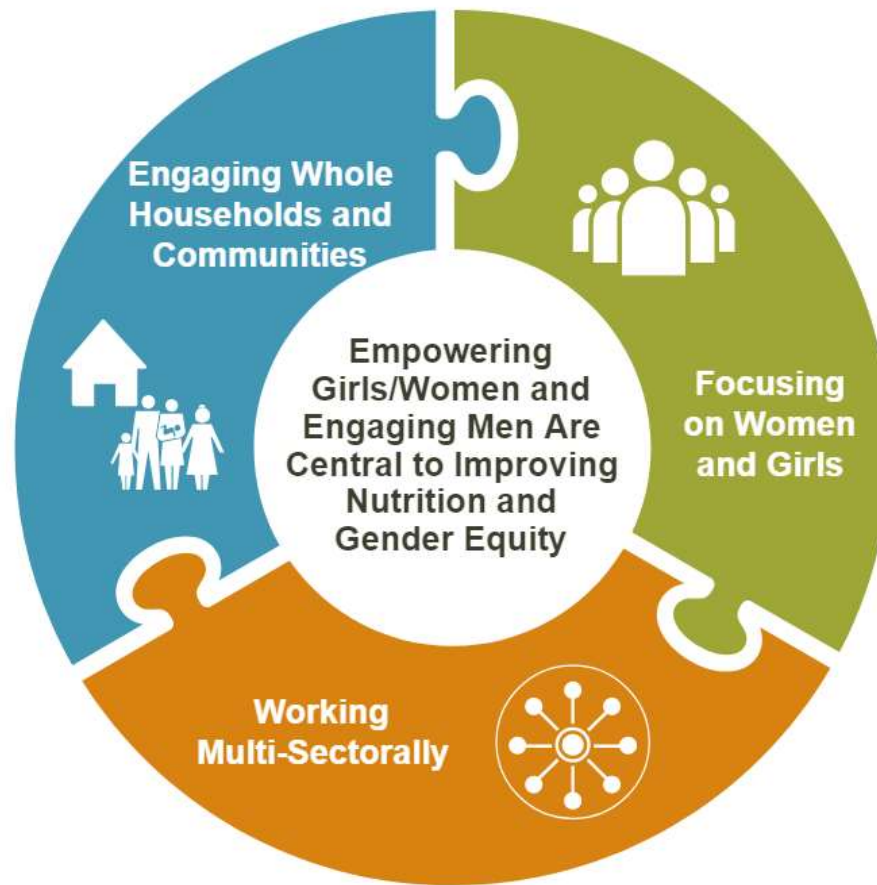 Engaging Whole
Households and
Communities
Focusing
on Women
and Girls
Working
Multi-Sectorally
Empowering
Girls/Women and
Engaging Men Are
Central to Improving
Nutrition and
Gender Equity